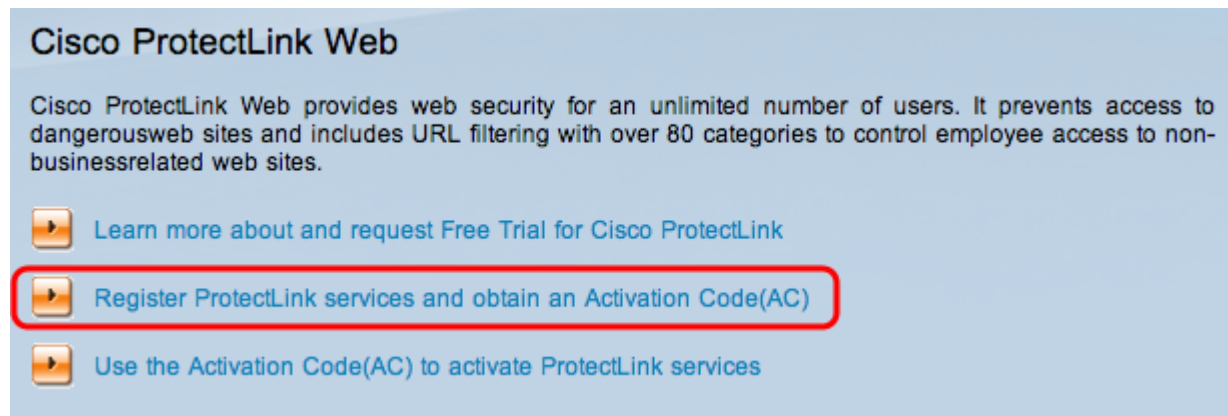 Cisco ProtectLink Web
Cisco ProtectLink Web provides web security for an unlimited number of users. It prevents access to
dangerousweb sites and includes URL filtering with over 80 categories to control employee access to non-
businessrelated web sites.
Learn more about and request Free Trial for Cisco ProtectLink
Register ProtectLink services and obtain an Activation Code(AC)
Use the Activation Code(AC) to activate ProtectLink services